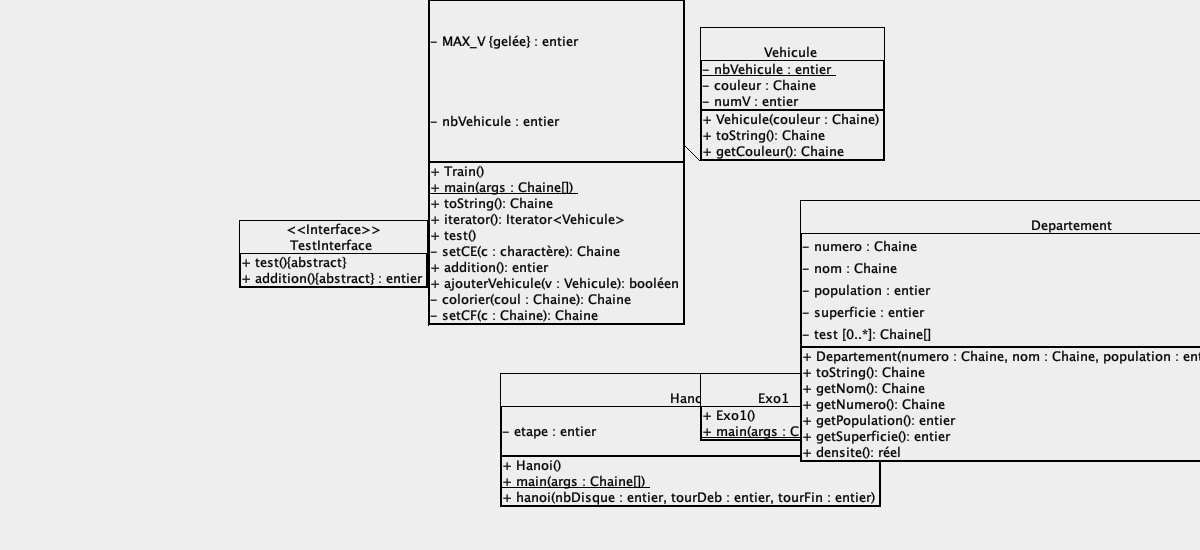 - MAX_V {gelée} : entier
- nbVehicule : entier
+ Train()
+ main(args : Chaine[])
+ toString(): Chaine
+ iterator(): Iterator<Vehicule>
+ test()
- setCE(c : charactère): Chaine
+ addition(): entier
+ ajouterVehicule(v : Vehicule): booléen
- colorier(coul : Chaine): Chaine
- setCF(c : Chaine): Chaine
Vehicule
- nbVehicule : entier
- couleur : Chaine
- numV : entier
+ Vehicule(couleur : Chaine)
+ toString(): Chaine
+ getCouleur(): Chaine
<<Interface>>
TestInterface
+ test(){abstract}
+ addition(){abstract} : entier
Departement
- numero : Chaine
- nom : Chaine
- population : entier
- superficie : entier
- test [0..*]: Chaine[]
+ Departement(numero : Chaine, nom : Chaine, population : ent
+ toString(): Chaine
+ getNom(): Chaine
+ getNumero(): Chaine
+ getPopulation(): entier
+ getSuperficie(): entier
+ densite(): réel
Hano
- etape : entier
+ Hanoi()
+ main(args : Chaine[])
+ hanoi(nbDisque : entier, tourDeb : entier, tourFin : entier)
Exo1
+ Exo1()
+ main(args : C